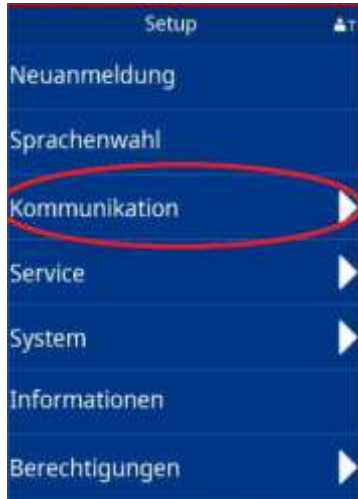 Setup
Neuanmeldung
Sprachenwahl
Kommunikation
Service
System
Informationen
Berechtigungen